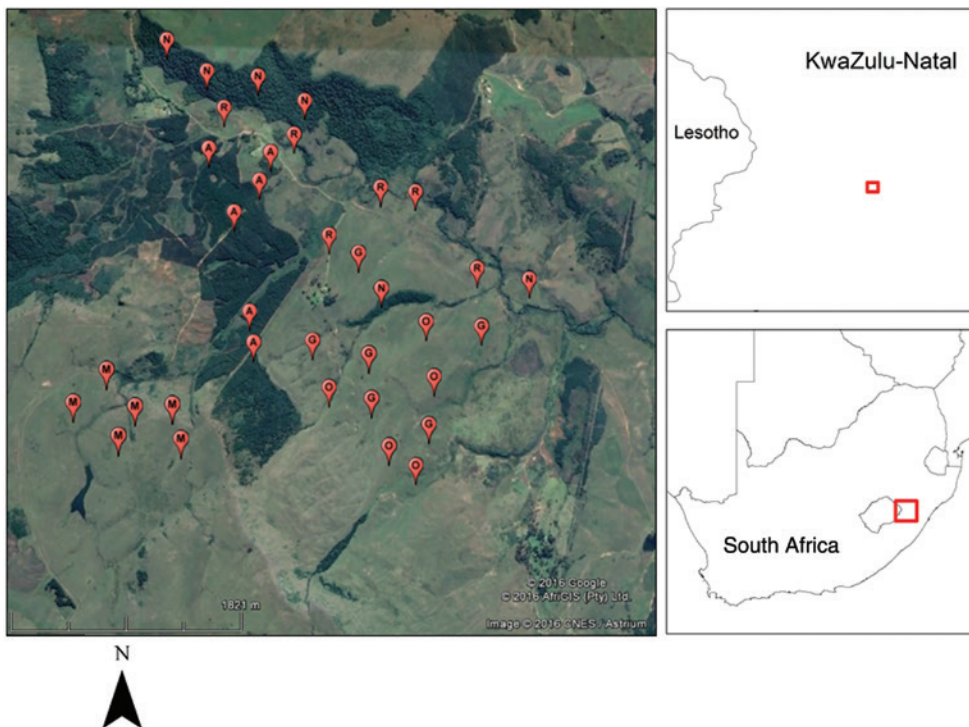 N
N
N
N
R
R
A
A
A
R
R
A
R
G
R
N
N
A
O
G
A
G
G
M
O
O
M
M
M
G
G
M
M
O
O
© 2016 Google
© 2016 AfriGIS (Pty) Ltd.
1821 m
Image © 2016 CNES / Astrium
N
KwaZulu-Natal
Lesotho
South Africa